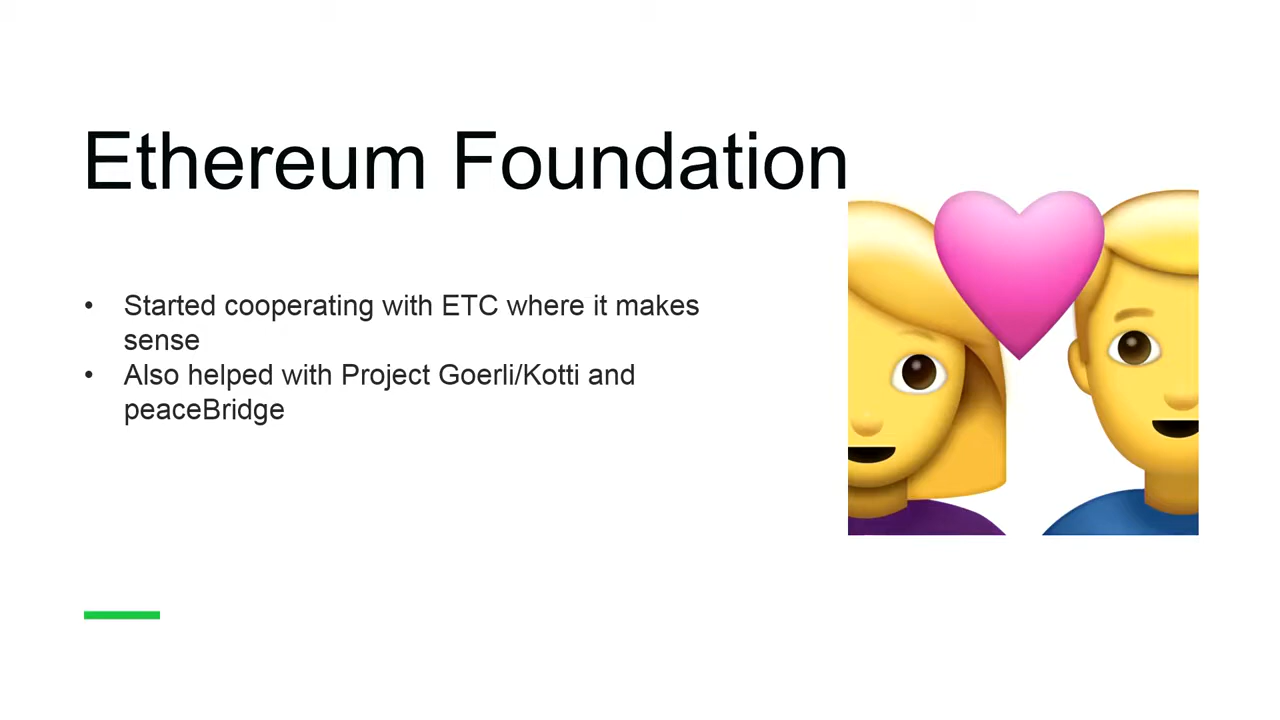 Ethereum Foundation
• Started cooperating with ETC where it makes
sense
• Also helped with Project Goerli/Kotti and
peaceBridge